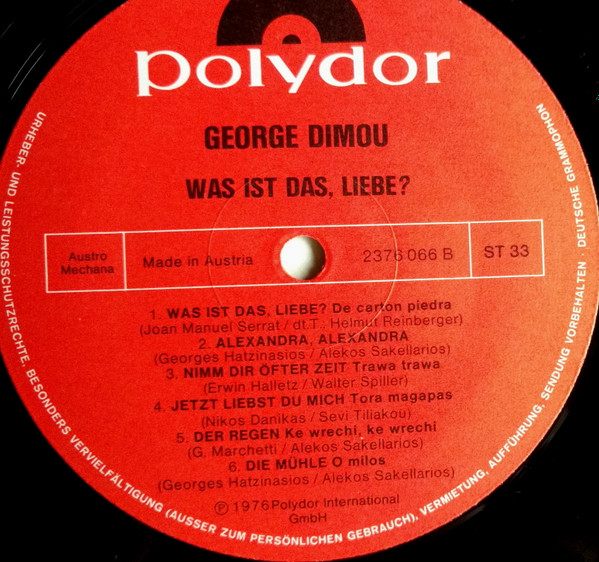 polydor
GEORGE DIMOU
WAS IST DAS, LIEBE?
Austro
Mechana
Made in Austria
2376 066 B
ST 33
1. WAS IST DAS, LIEBE? De carton piedra
(Joan Manuel Serrat / dt.T.: Helmut Reinberger)
2. ALEXANDRA, ALEXANDRA
(Georges Hatzinasios / Alekos Sakellarios)
3. NIMM DIR ÖFTER ZEIT Trawa trawa
(Erwin Halletz / Walter Spiller)
4. JETZT LIEBST DU MICH Tora magapas
(Nikos Danikas / Sevi Tiliakou)
5. DER REGEN Ke wrechi, ke wrechi
(G. Marchetti / Alekos Sakellarios)
6. DIE MÜHLE O milos
(Georges Hatzinasios / Alekos Sakellarios)
℗ 1976 Polydor International
GmbH
URHEBER- UND LEISTUNGSSCHUTZRECHTE, BESONDERS VERVIELFÄLTIGUNG (AUSSER ZUM PERSÖNLICHEN GEBRAUCH), VERMIETUNG, AUFFÜHRUNG, SENDUNG VORBEHALTEN · DEUTSCHE GRAMMOPHON